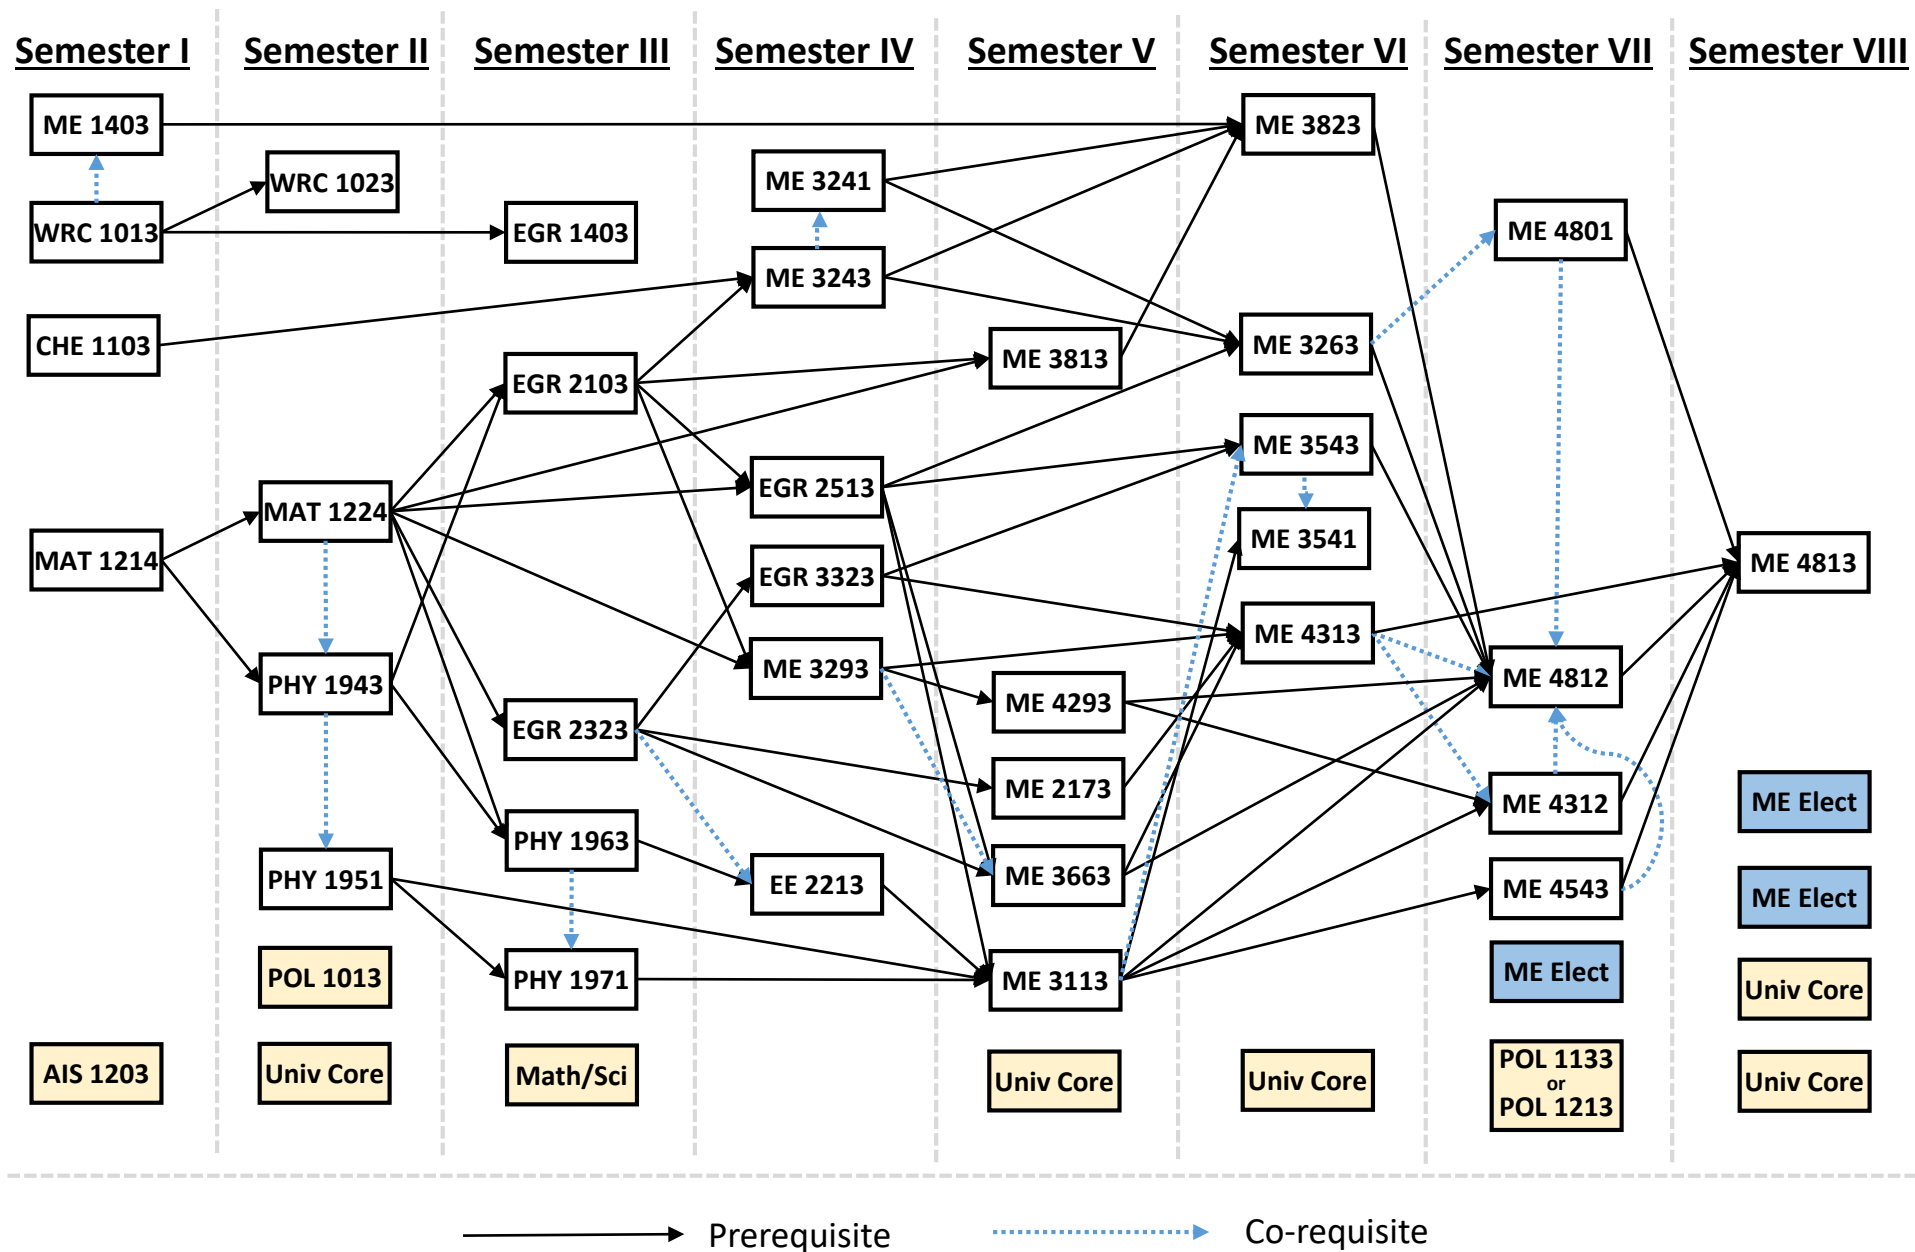 Semester I
Semester II
Semester III
Semester IV
Semester V
Semester VI
Semester VII
Semester VIII
ME 1403
WRC 1013
CHE 1103
MAT 1214
AIS 1203
WRC 1023
MAT 1224
PHY 1943
PHY 1951
POL 1013
Univ Core
EGR 1403
EGR 2103
EGR 2323
PHY 1963
PHY 1971
Math/Sci
ME 3241
ME 3243
EGR 2513
EGR 3323
ME 3293
EE 2213
ME 3813
ME 4293
ME 2173
ME 3663
ME 3113
Univ Core
ME 3823
ME 3263
ME 3543
ME 3541
ME 4313
Univ Core
ME 4801
ME 4812
ME 4312
ME 4543
ME Elect
POL 1133
or
POL 1213
ME 4813
ME Elect
ME Elect
Univ Core
Univ Core
Prerequisite
Co-requisite